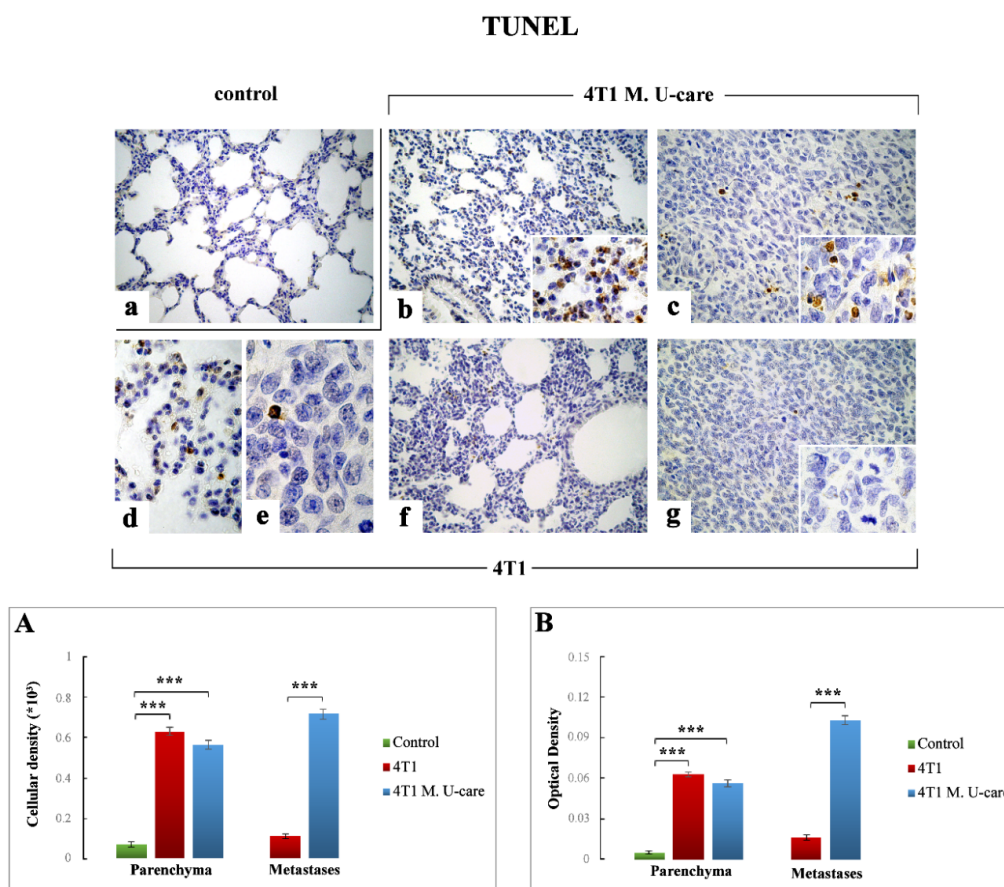 TUNEL
control
4T1 M. U-care
a
b
c
d
e
f
g
4T1
A
Cellular density (*10³)
1
0.8
0.6
0.4
0.2
0
***
***
***
Parenchyma
Metastases
Control
4T1
4T1 M. U-care
B
Optical Density
0.15
0.12
0.09
0.06
0.03
0
***
***
***
Parenchyma
Metastases
Control
4T1
4T1 M. U-care